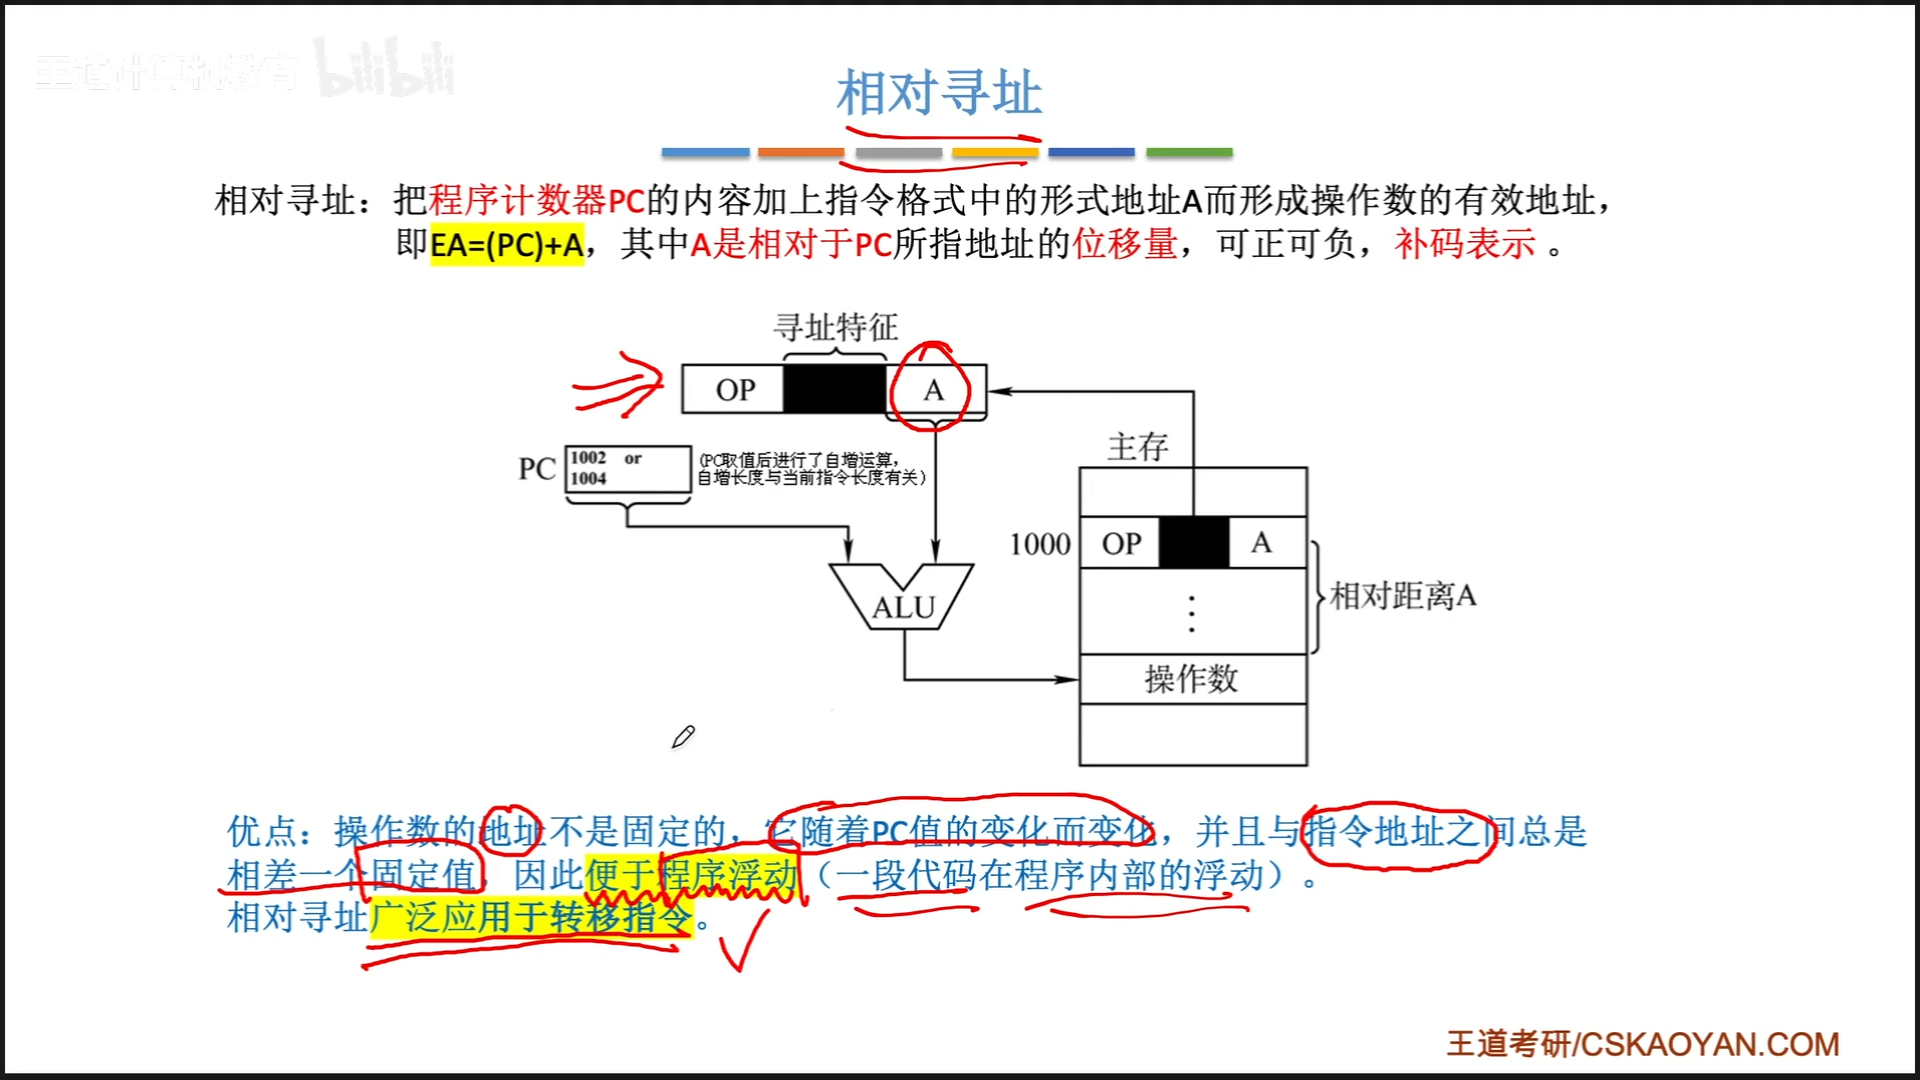 王道计算机教育 bilibili
相对寻址
相对寻址：把程序计数器PC的内容加上指令格式中的形式地址A而形成操作数的有效地址，
即EA=(PC)+A，其中A是相对于PC所指地址的位移量，可正可负，补码表示 。
寻址特征
OP A
主存
PC 1002 or
1004
(PC取值后进行了自增运算，
自增长度与当前指令长度有关)
1000 OP A
ALU
相对距离A
操作数
优点：操作数的地址不是固定的，它随着PC值的变化而变化，并且与指令地址之间总是
相差一个固定值，因此便于程序浮动（一段代码在程序内部的浮动）。
相对寻址广泛应用于转移指令。
王道考研/CSKAOYAN.COM